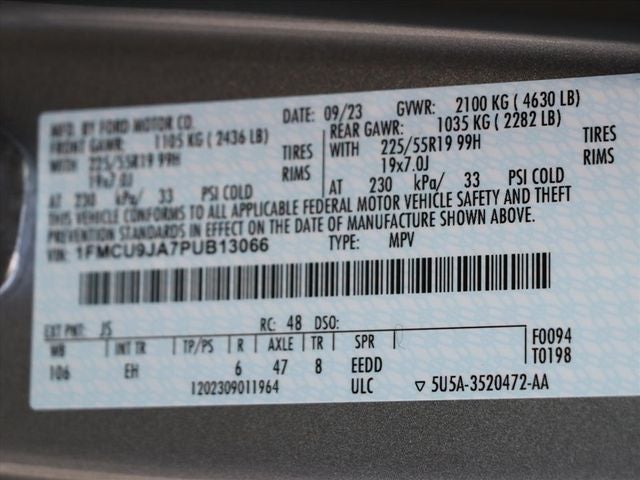 MFD. BY FORD MOTOR CO. DATE: 09/23 GVWR: 2100 KG ( 4630 LB)
FRONT GAWR: 1105 KG ( 2436 LB) REAR GAWR: 1035 KG ( 2282 LB)
WITH 225/55R19 99H TIRES WITH 225/55R19 99H TIRES
19x7.0J RIMS 19x7.0J RIMS
AT 230 kPa/ 33 PSI COLD AT 230 kPa/ 33 PSI COLD
THIS VEHICLE CONFORMS TO ALL APPLICABLE FEDERAL MOTOR VEHICLE SAFETY AND THEFT
PREVENTION STANDARDS IN EFFECT ON THE DATE OF MANUFACTURE SHOWN ABOVE.
VIN: 1FMCU9JA7PUB13066 TYPE: MPV
EXT PNT: JS RC: 48 DSO:
WB INT TR TP/PS R AXLE TR SPR F0094
106 EH 6 47 8 EEDD T0198
1202309011964 ULC ▽ 5U5A-3520472-AA